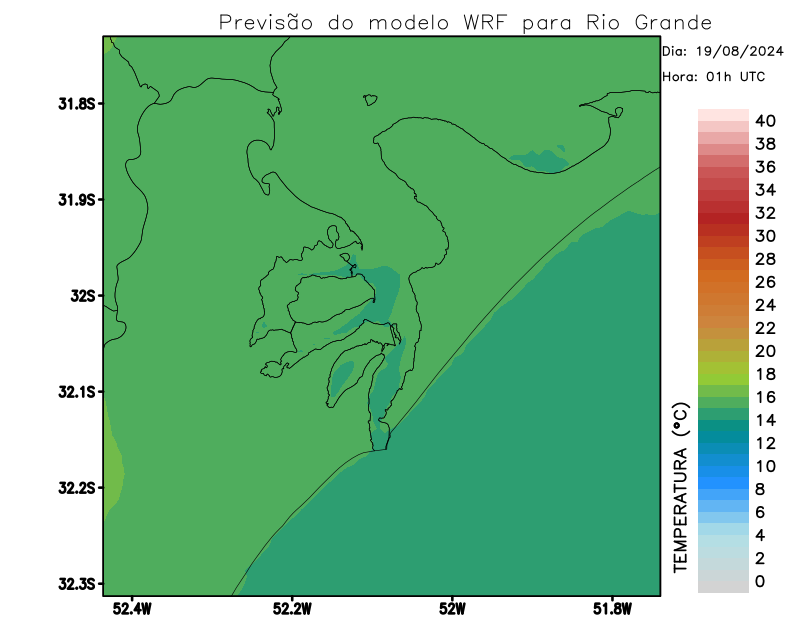 Previsão do modelo WRF para Rio Grande
Dia: 19/08/2024
Hora: 01h UTC
31.8S
31.9S
32S
32.1S
32.2S
32.3S
52.4W
52.2W
52W
51.8W
TEMPERATURA (°C)
40
38
36
34
32
30
28
26
24
22
20
18
16
14
12
10
8
6
4
2
0